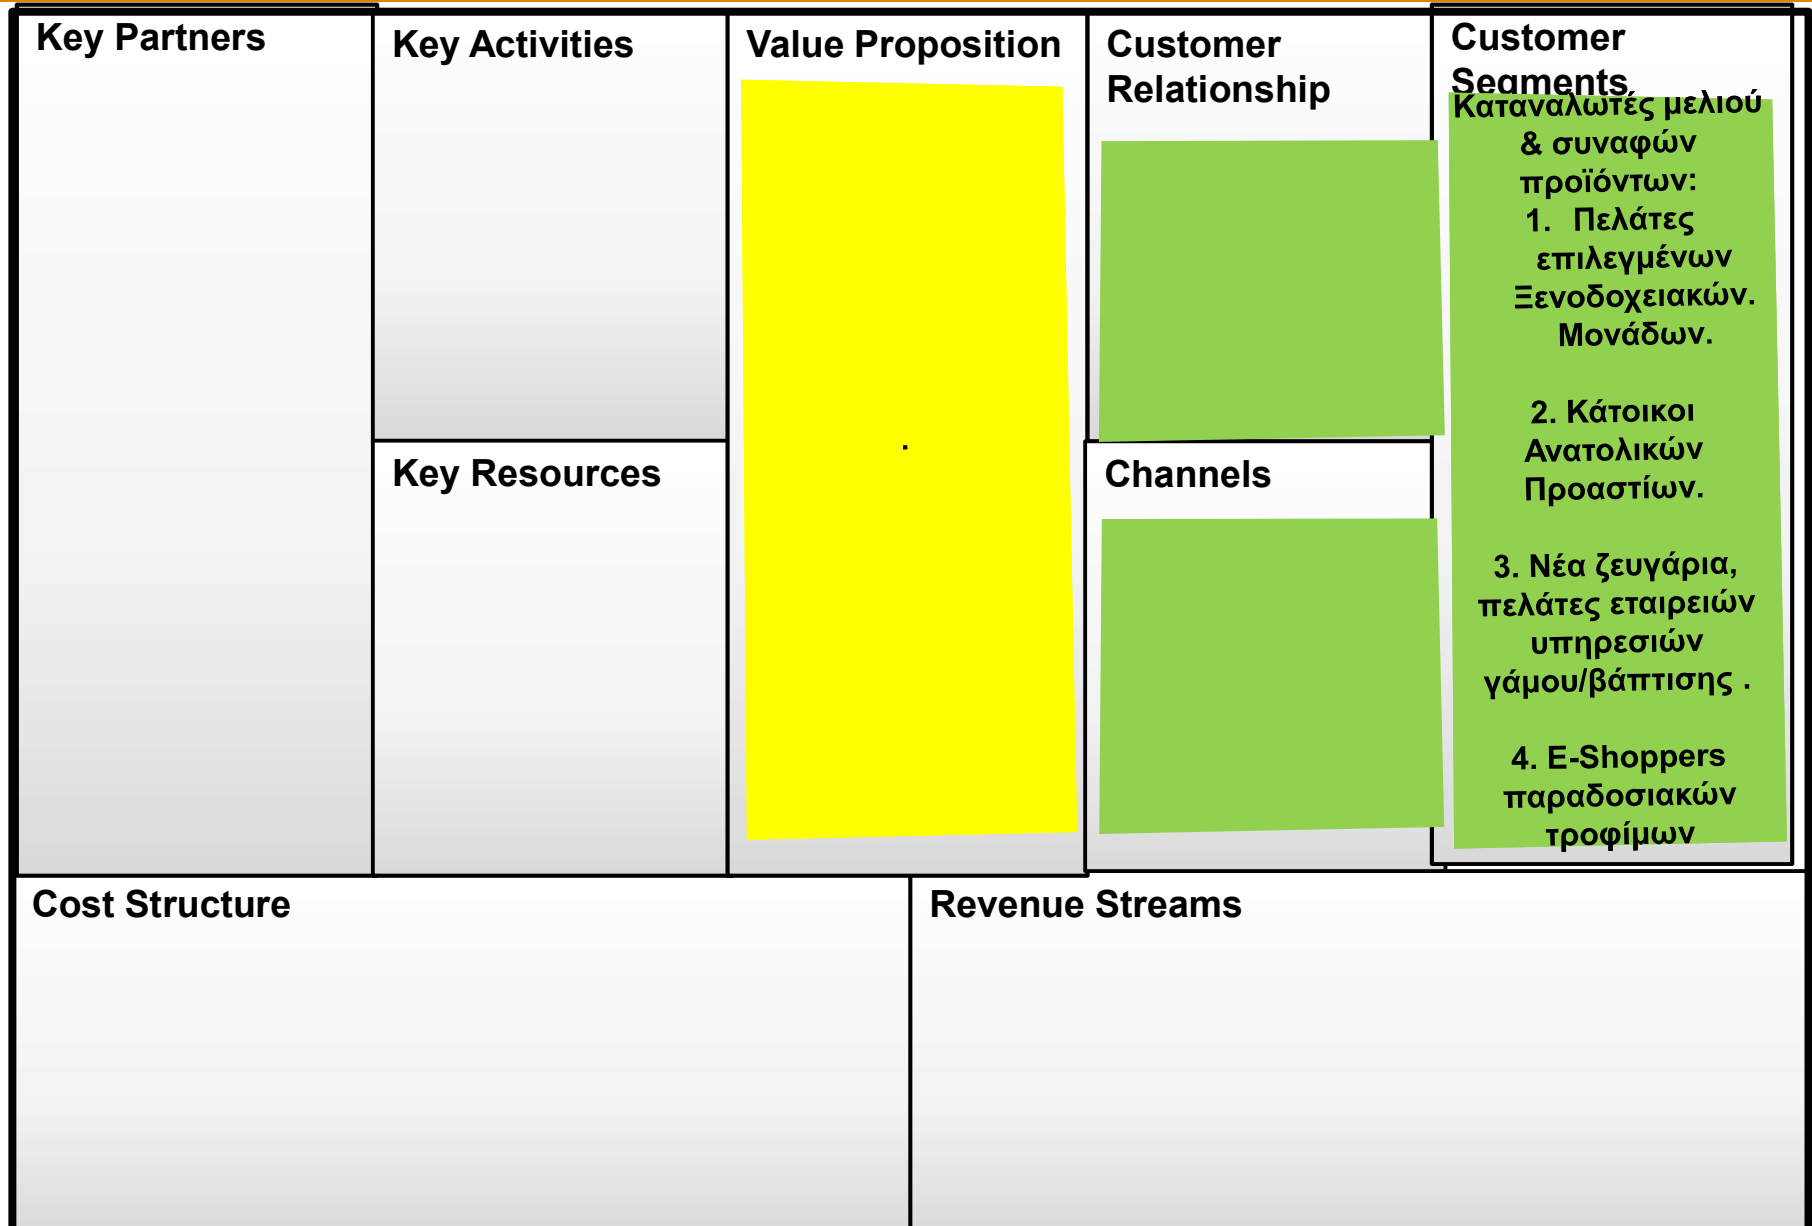 Key Partners
Key Activities
Value Proposition
Customer
Relationship
Customer
Segments
Καταναλωτές μελιού
& συναφών
προϊόντων:
1. Πελάτες
επιλεγμένων
Ξενοδοχειακών.
Μονάδων.
2. Κάτοικοι
Ανατολικών
Προαστίων.
3. Νέα ζευγάρια,
πελάτες εταιρειών
υπηρεσιών
γάμου/βάπτισης .
4. E-Shoppers
παραδοσιακών
τροφίμων
.
Key Resources
Channels
Cost Structure
Revenue Streams